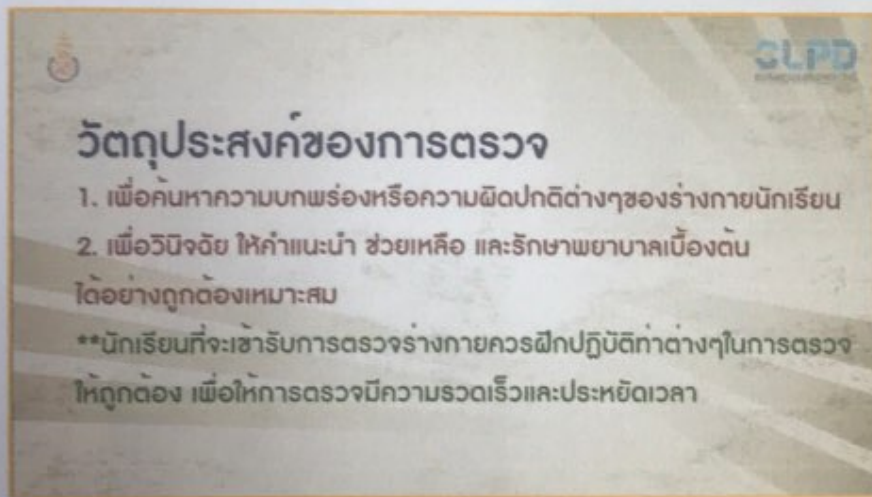 GLPD
วัตถุประสงค์ของการตรวจ
1. เพื่อค้นหาความบกพร่องหรือความผิดปกติต่างๆของร่างกายนักเรียน
2. เพื่อวินิจฉัย ให้คำแนะนำ ช่วยเหลือ และรักษาพยาบาลเบื้องต้น
ได้อย่างถูกต้องเหมาะสม
**นักเรียนที่จะเข้ารับการตรวจร่างกายควรฝึกปฏิบัติท่าต่างๆในการตรวจ
ให้ถูกต้อง เพื่อให้การตรวจมีความรวดเร็วและประหยัดเวลา